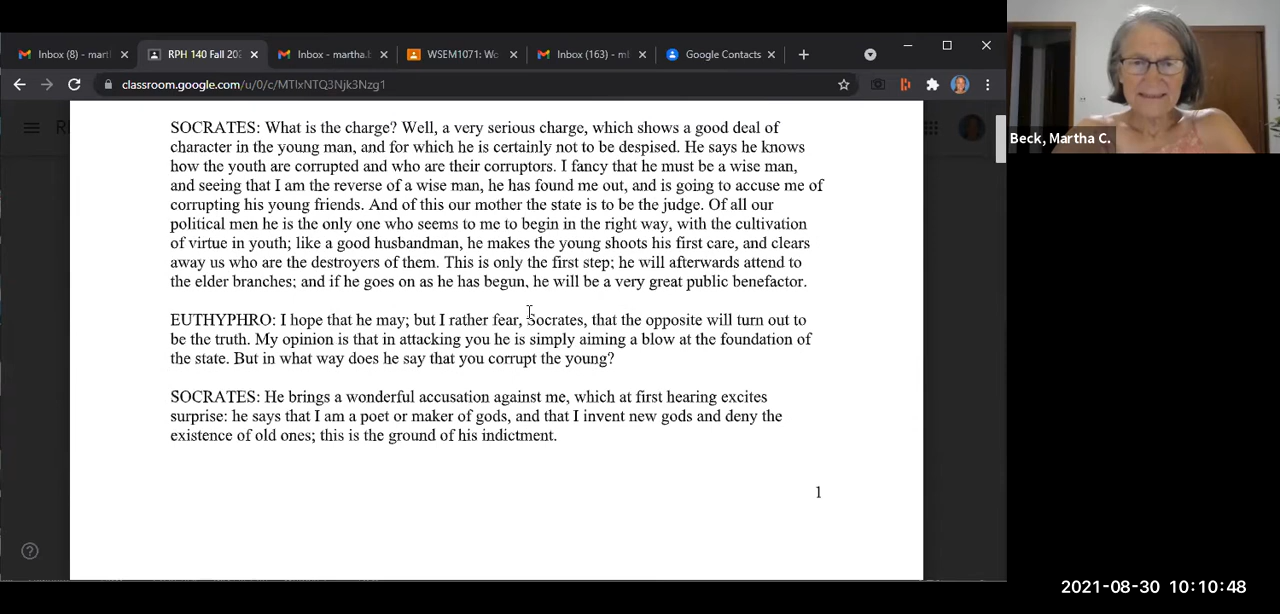 Inbox (8) - mart
RPH 140 Fall 202
Inbox - martha.b
WSEM1071: Wo
Inbox (163) - ml
Google Contacts
classroom.google.com/u/0/c/MTIxNTQ3Njk3Nzg1
Beck, Martha C.
SOCRATES: What is the charge? Well, a very serious charge, which shows a good deal of
character in the young man, and for which he is certainly not to be despised. He says he knows
how the youth are corrupted and who are their corruptors. I fancy that he must be a wise man,
and seeing that I am the reverse of a wise man, he has found me out, and is going to accuse me of
corrupting his young friends. And of this our mother the state is to be the judge. Of all our
political men he is the only one who seems to me to begin in the right way, with the cultivation
of virtue in youth; like a good husbandman, he makes the young shoots his first care, and clears
away us who are the destroyers of them. This is only the first step; he will afterwards attend to
the elder branches; and if he goes on as he has begun, he will be a very great public benefactor.
EUTHYPHRO: I hope that he may; but I rather fear, Socrates, that the opposite will turn out to
be the truth. My opinion is that in attacking you he is simply aiming a blow at the foundation of
the state. But in what way does he say that you corrupt the young?
SOCRATES: He brings a wonderful accusation against me, which at first hearing excites
surprise: he says that I am a poet or maker of gods, and that I invent new gods and deny the
existence of old ones; this is the ground of his indictment.
1
2021-08-30 10:10:48